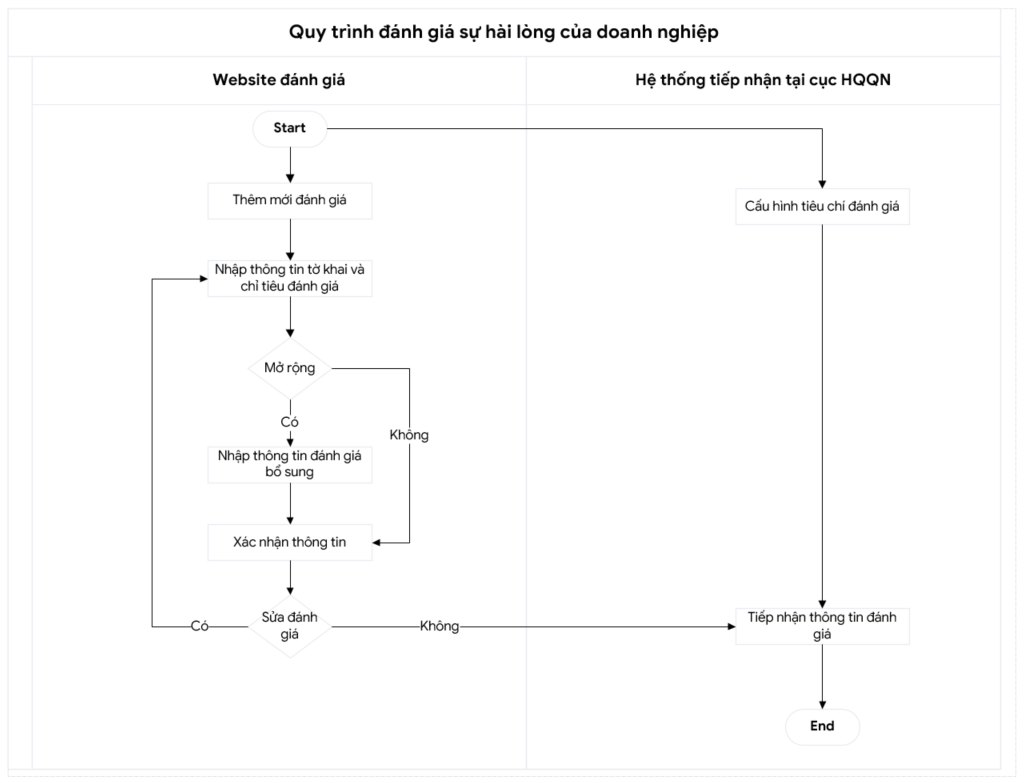 Quy trình đánh giá sự hài lòng của doanh nghiệp
Website đánh giá
Hệ thống tiếp nhận tại cục HQQN
Start
Thêm mới đánh giá
Cấu hình tiêu chí đánh giá
Nhập thông tin tờ khai và
chỉ tiêu đánh giá
Mở rộng
Có
Không
Nhập thông tin đánh giá
bổ sung
Xác nhận thông tin
Sửa đánh
giá
Có
Không
Tiếp nhận thông tin đánh
giá
End